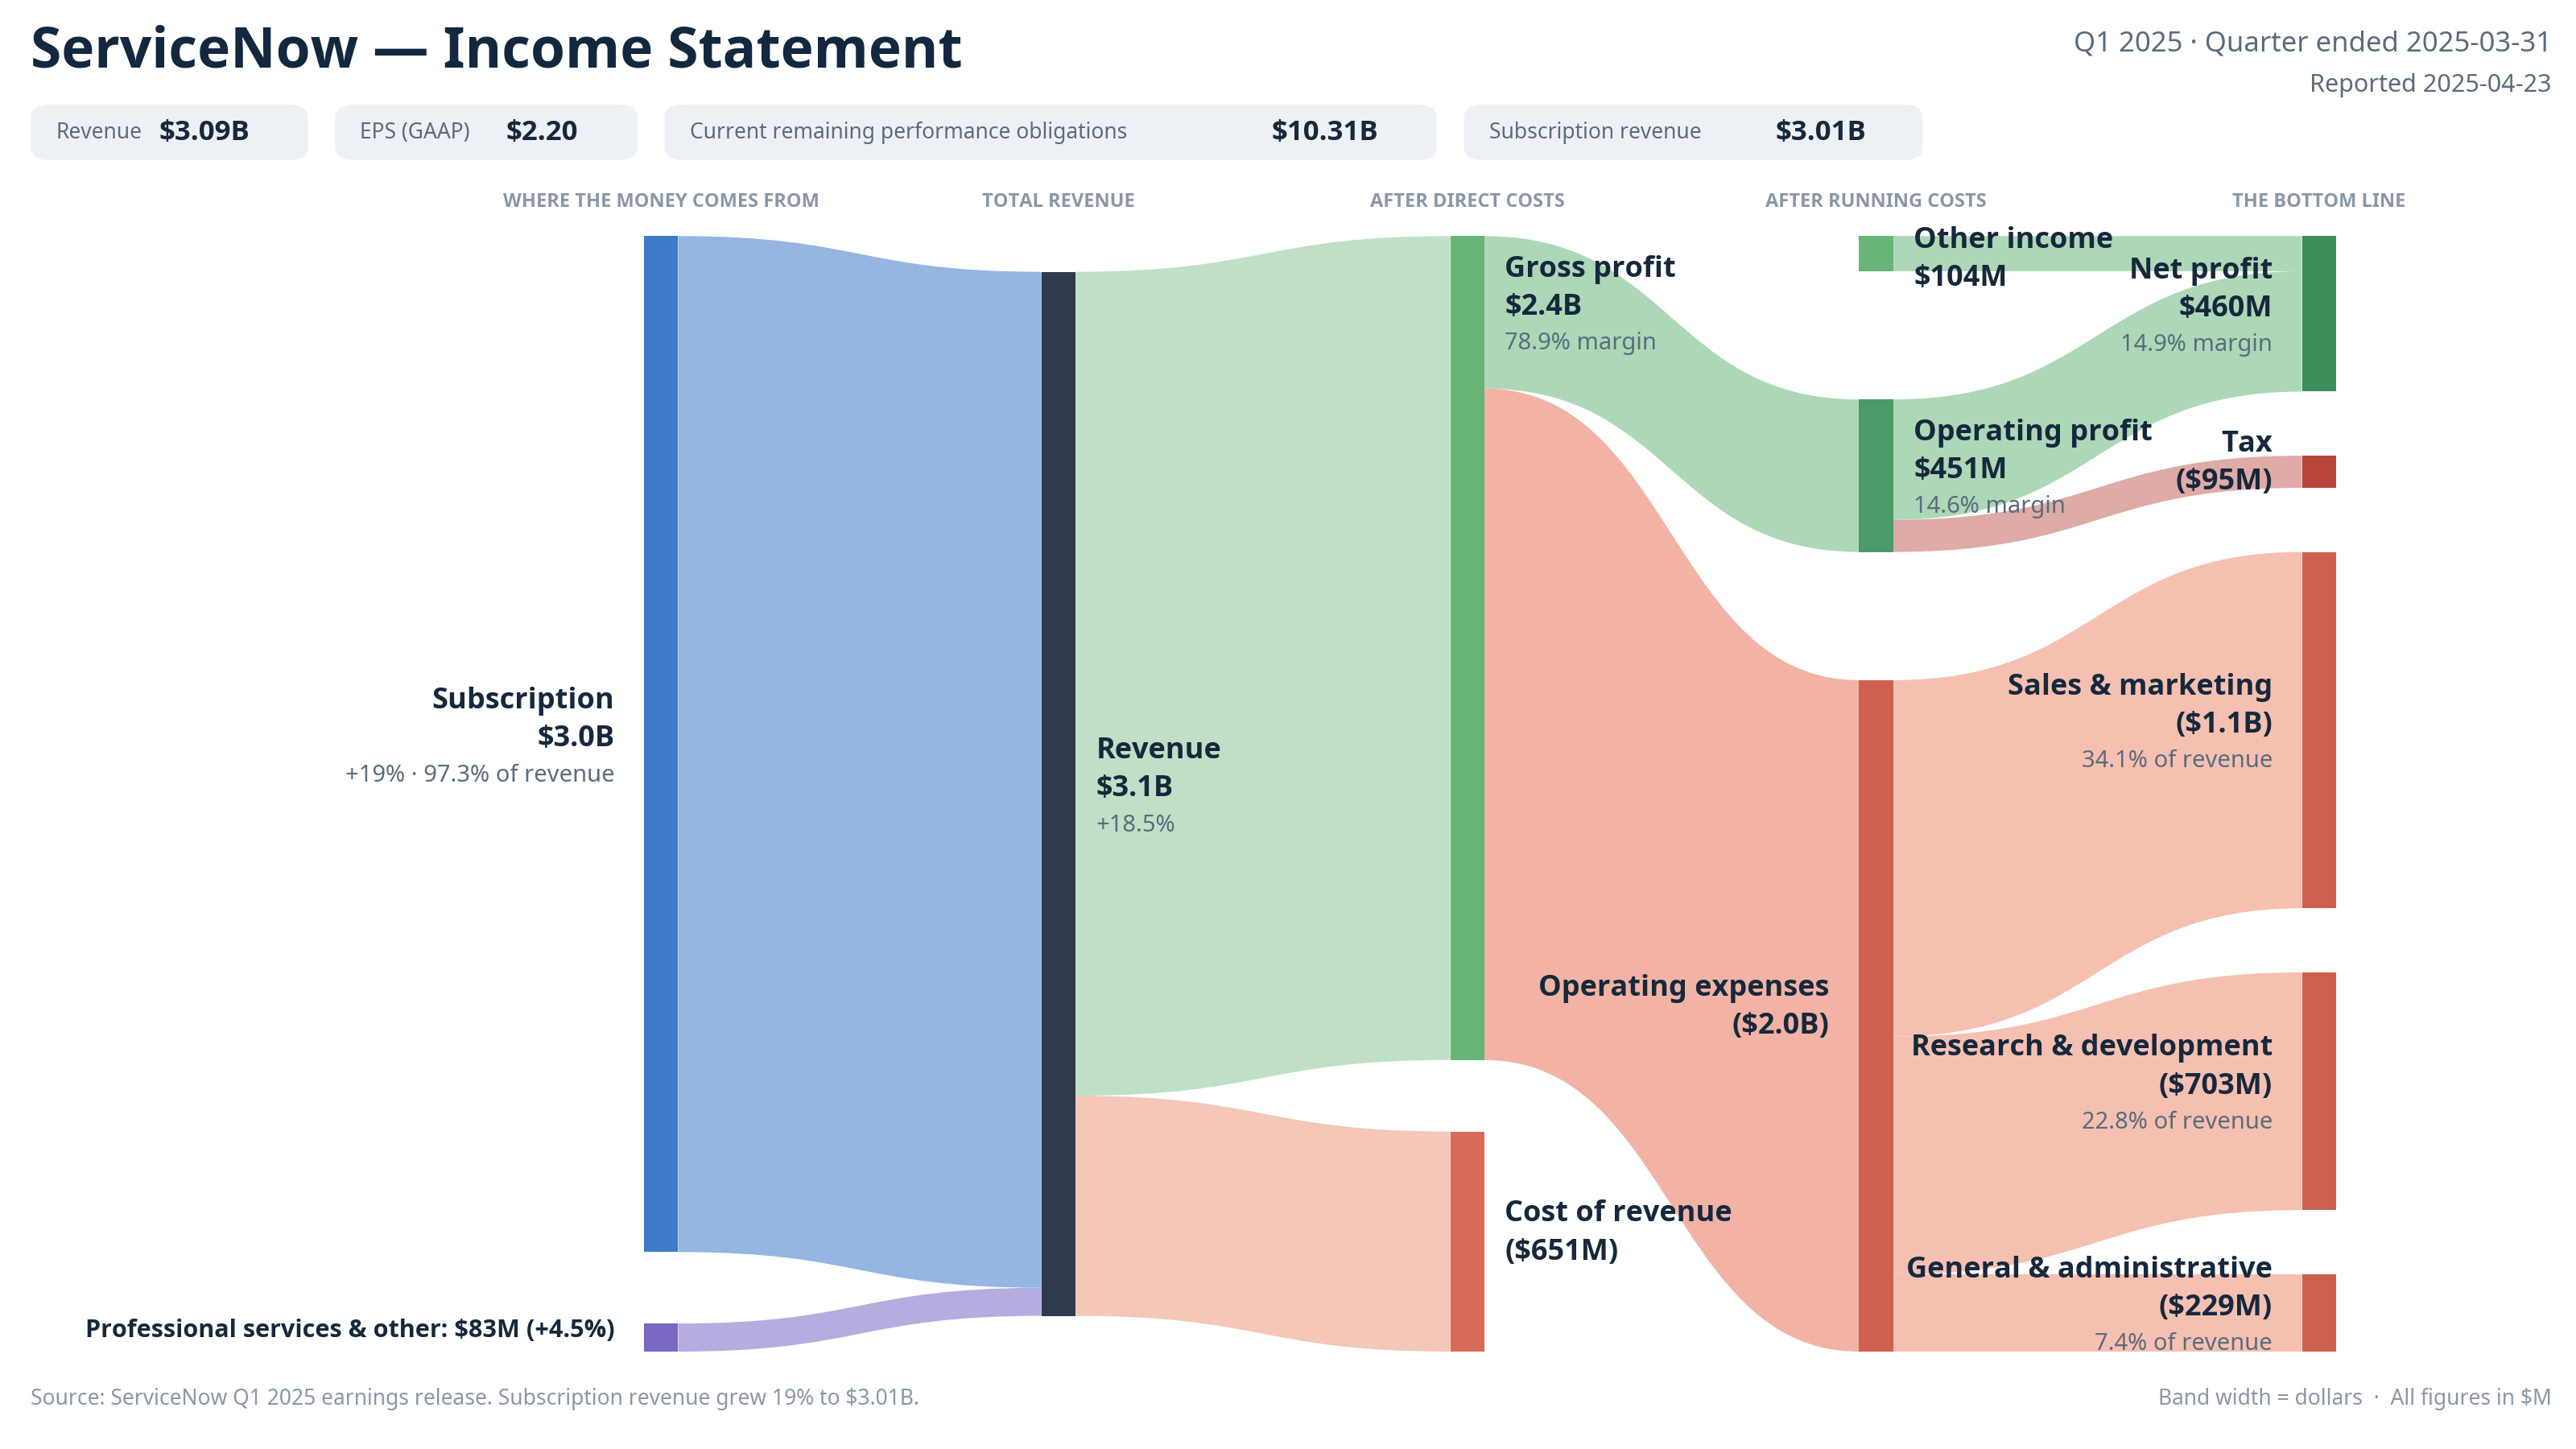 ServiceNow — Income Statement
Q1 2025 · Quarter ended 2025-03-31
Reported 2025-04-23
Revenue $3.09B
EPS (GAAP) $2.20
Current remaining performance obligations $10.31B
Subscription revenue $3.01B
WHERE THE MONEY COMES FROM
TOTAL REVENUE
AFTER DIRECT COSTS
AFTER RUNNING COSTS
THE BOTTOM LINE
Subscription
$3.0B
+19% · 97.3% of revenue
Professional services & other: $83M (+4.5%)
Revenue
$3.1B
+18.5%
Gross profit
$2.4B
78.9% margin
Cost of revenue
($651M)
Other income
$104M
Operating profit
$451M
14.6% margin
Operating expenses
($2.0B)
Net profit
$460M
14.9% margin
Tax
($95M)
Sales & marketing
($1.1B)
34.1% of revenue
Research & development
($703M)
22.8% of revenue
General & administrative
($229M)
7.4% of revenue
Source: ServiceNow Q1 2025 earnings release. Subscription revenue grew 19% to $3.01B.
Band width = dollars · All figures in $M